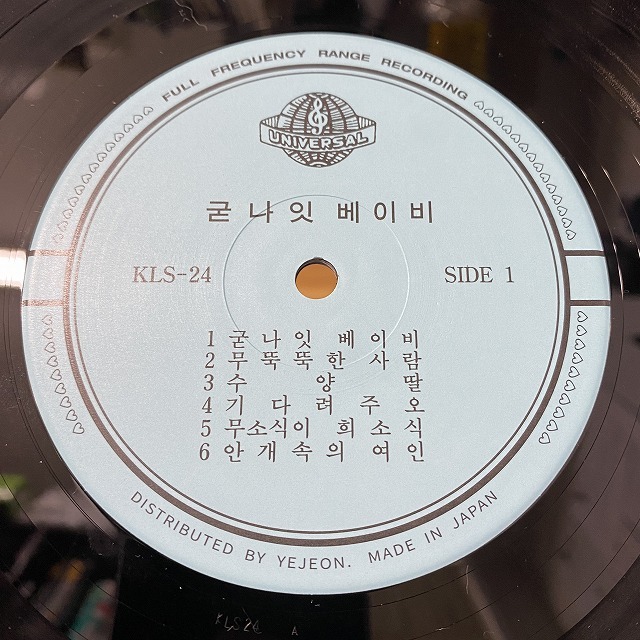 FULL FREQUENCY RANGE RECORDING
UNIVERSAL
굳 나 잇 베 이 비
KLS-24
SIDE 1
1 굳 나 잇 베 이 비
2 무 뚝 뚝 한 사 람
3 수 양 딸
4 기 다 려 주 오
5 무소식이 희소식
6 안 개 속 의 여 인
DISTRIBUTED BY YEJEON. MADE IN JAPAN
KLS24 A